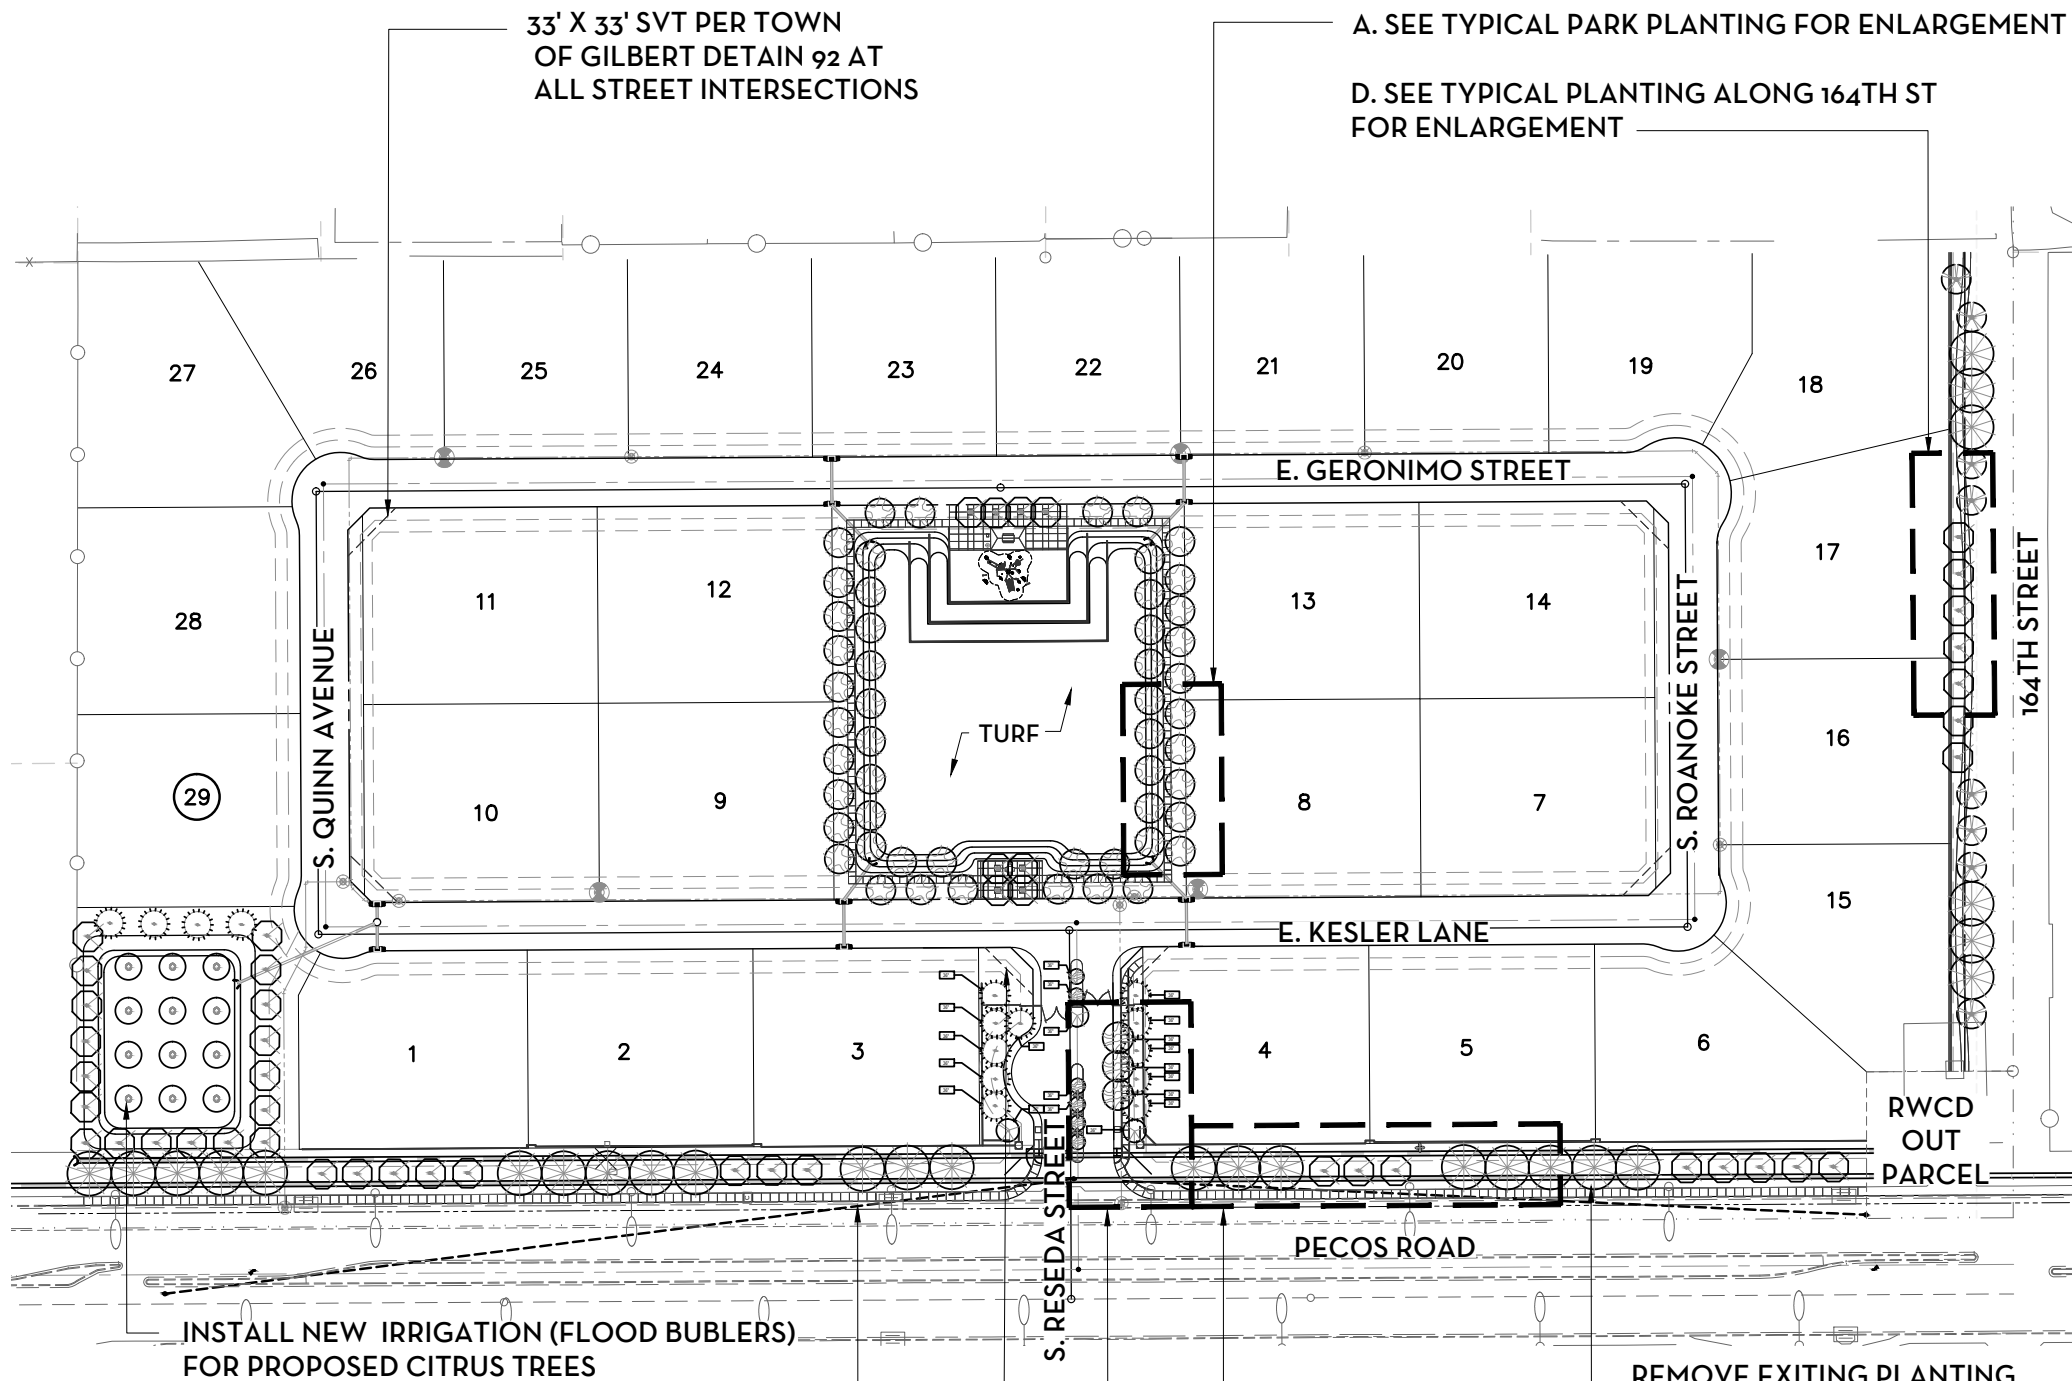 33' X 33' SVT PER TOWN
OF GILBERT DETAIN 92 AT
ALL STREET INTERSECTIONS
A. SEE TYPICAL PARK PLANTING FOR ENLARGEMENT
D. SEE TYPICAL PLANTING ALONG 164TH ST
FOR ENLARGEMENT
27
26
25
24
23
22
21
20
19
18
E. GERONIMO STREET
28
S. QUINN AVENUE
11
12
13
14
S. ROANOKE STREET
17
164TH STREET
TURF
29
10
9
8
7
16
15
E. KESLER LANE
1
2
3
4
5
6
RWCD
OUT
PARCEL
S. RESEDA STREET
PECOS ROAD
INSTALL NEW IRRIGATION (FLOOD BUBLERS)
FOR PROPOSED CITRUS TREES
REMOVE EXITING PLANTING